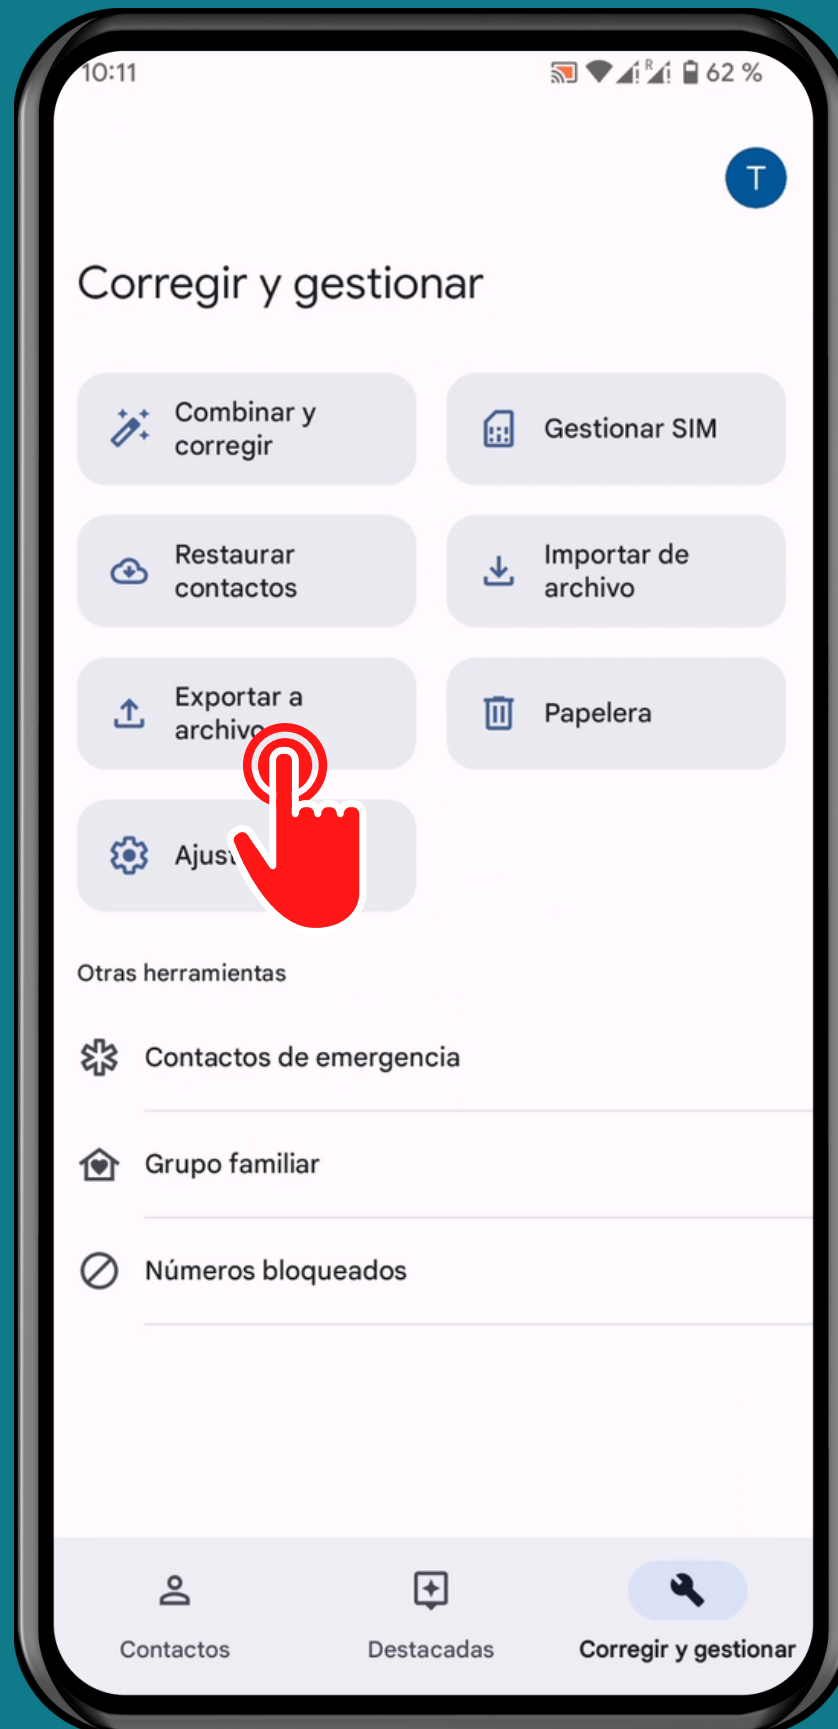 10:11
R
62 %
T
Corregir y gestionar
Combinar y
corregir
Gestionar SIM
Restaurar
contactos
Importar de
archivo
Exportar a
archivo
Papelera
Otras herramientas
Contactos de emergencia
Grupo familiar
Números bloqueados
Contactos
Destacadas
Corregir y gestionar